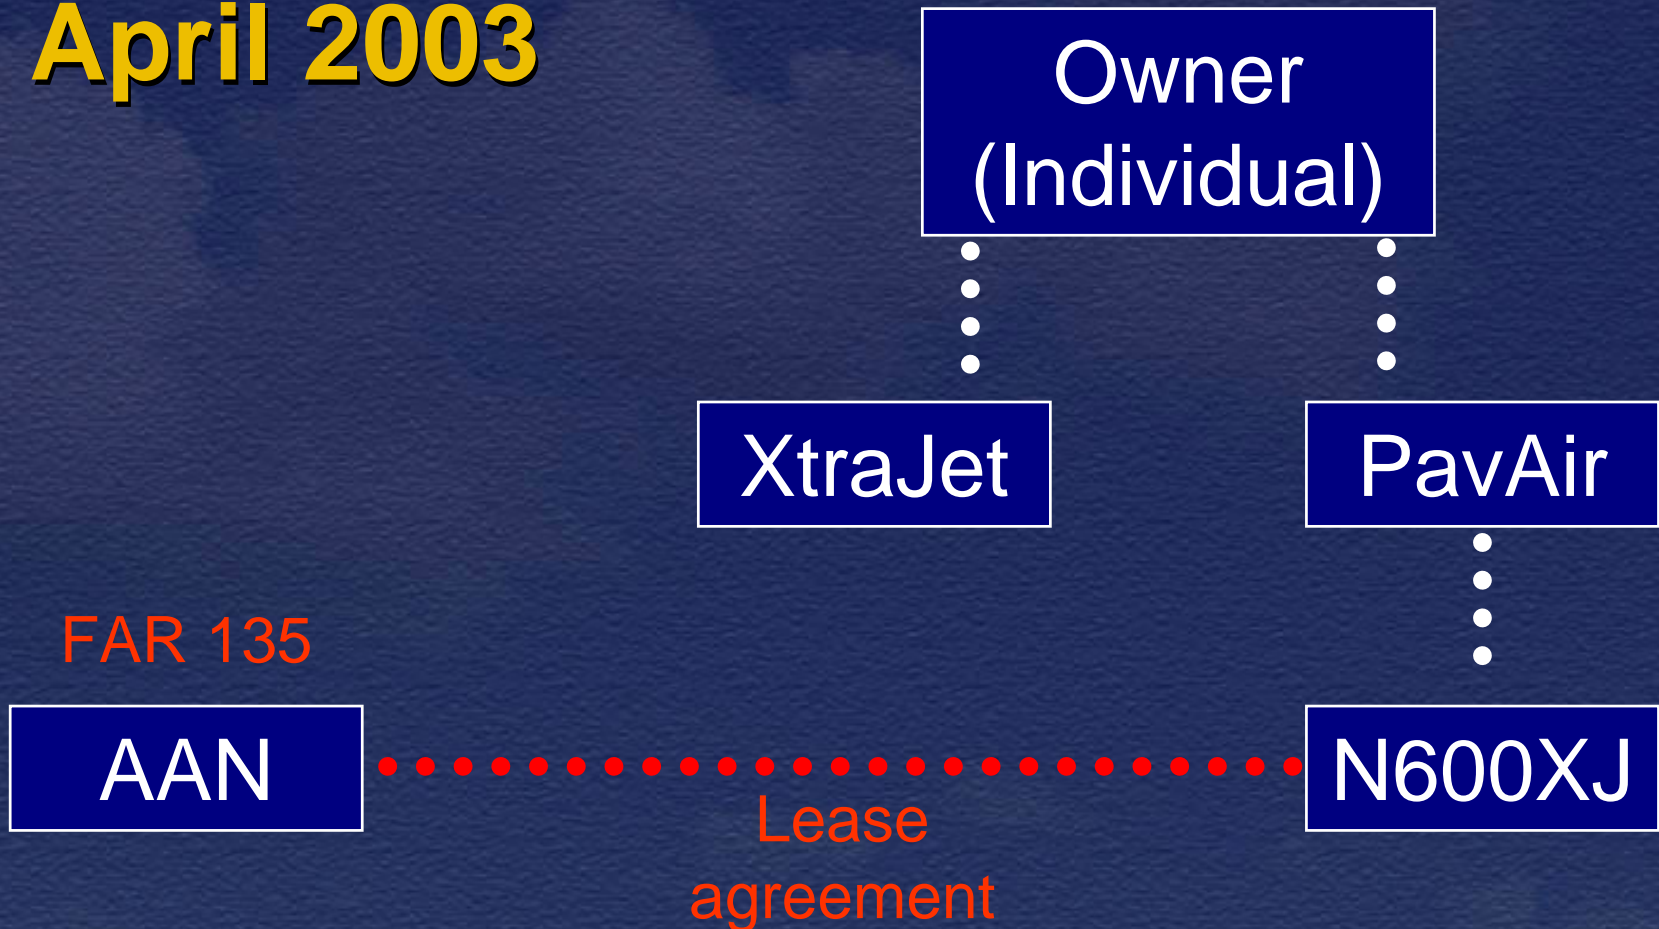 April 2003
Owner
(Individual)
XtraJet
PavAir
FAR 135
AAN
N600XJ
Lease
agreement